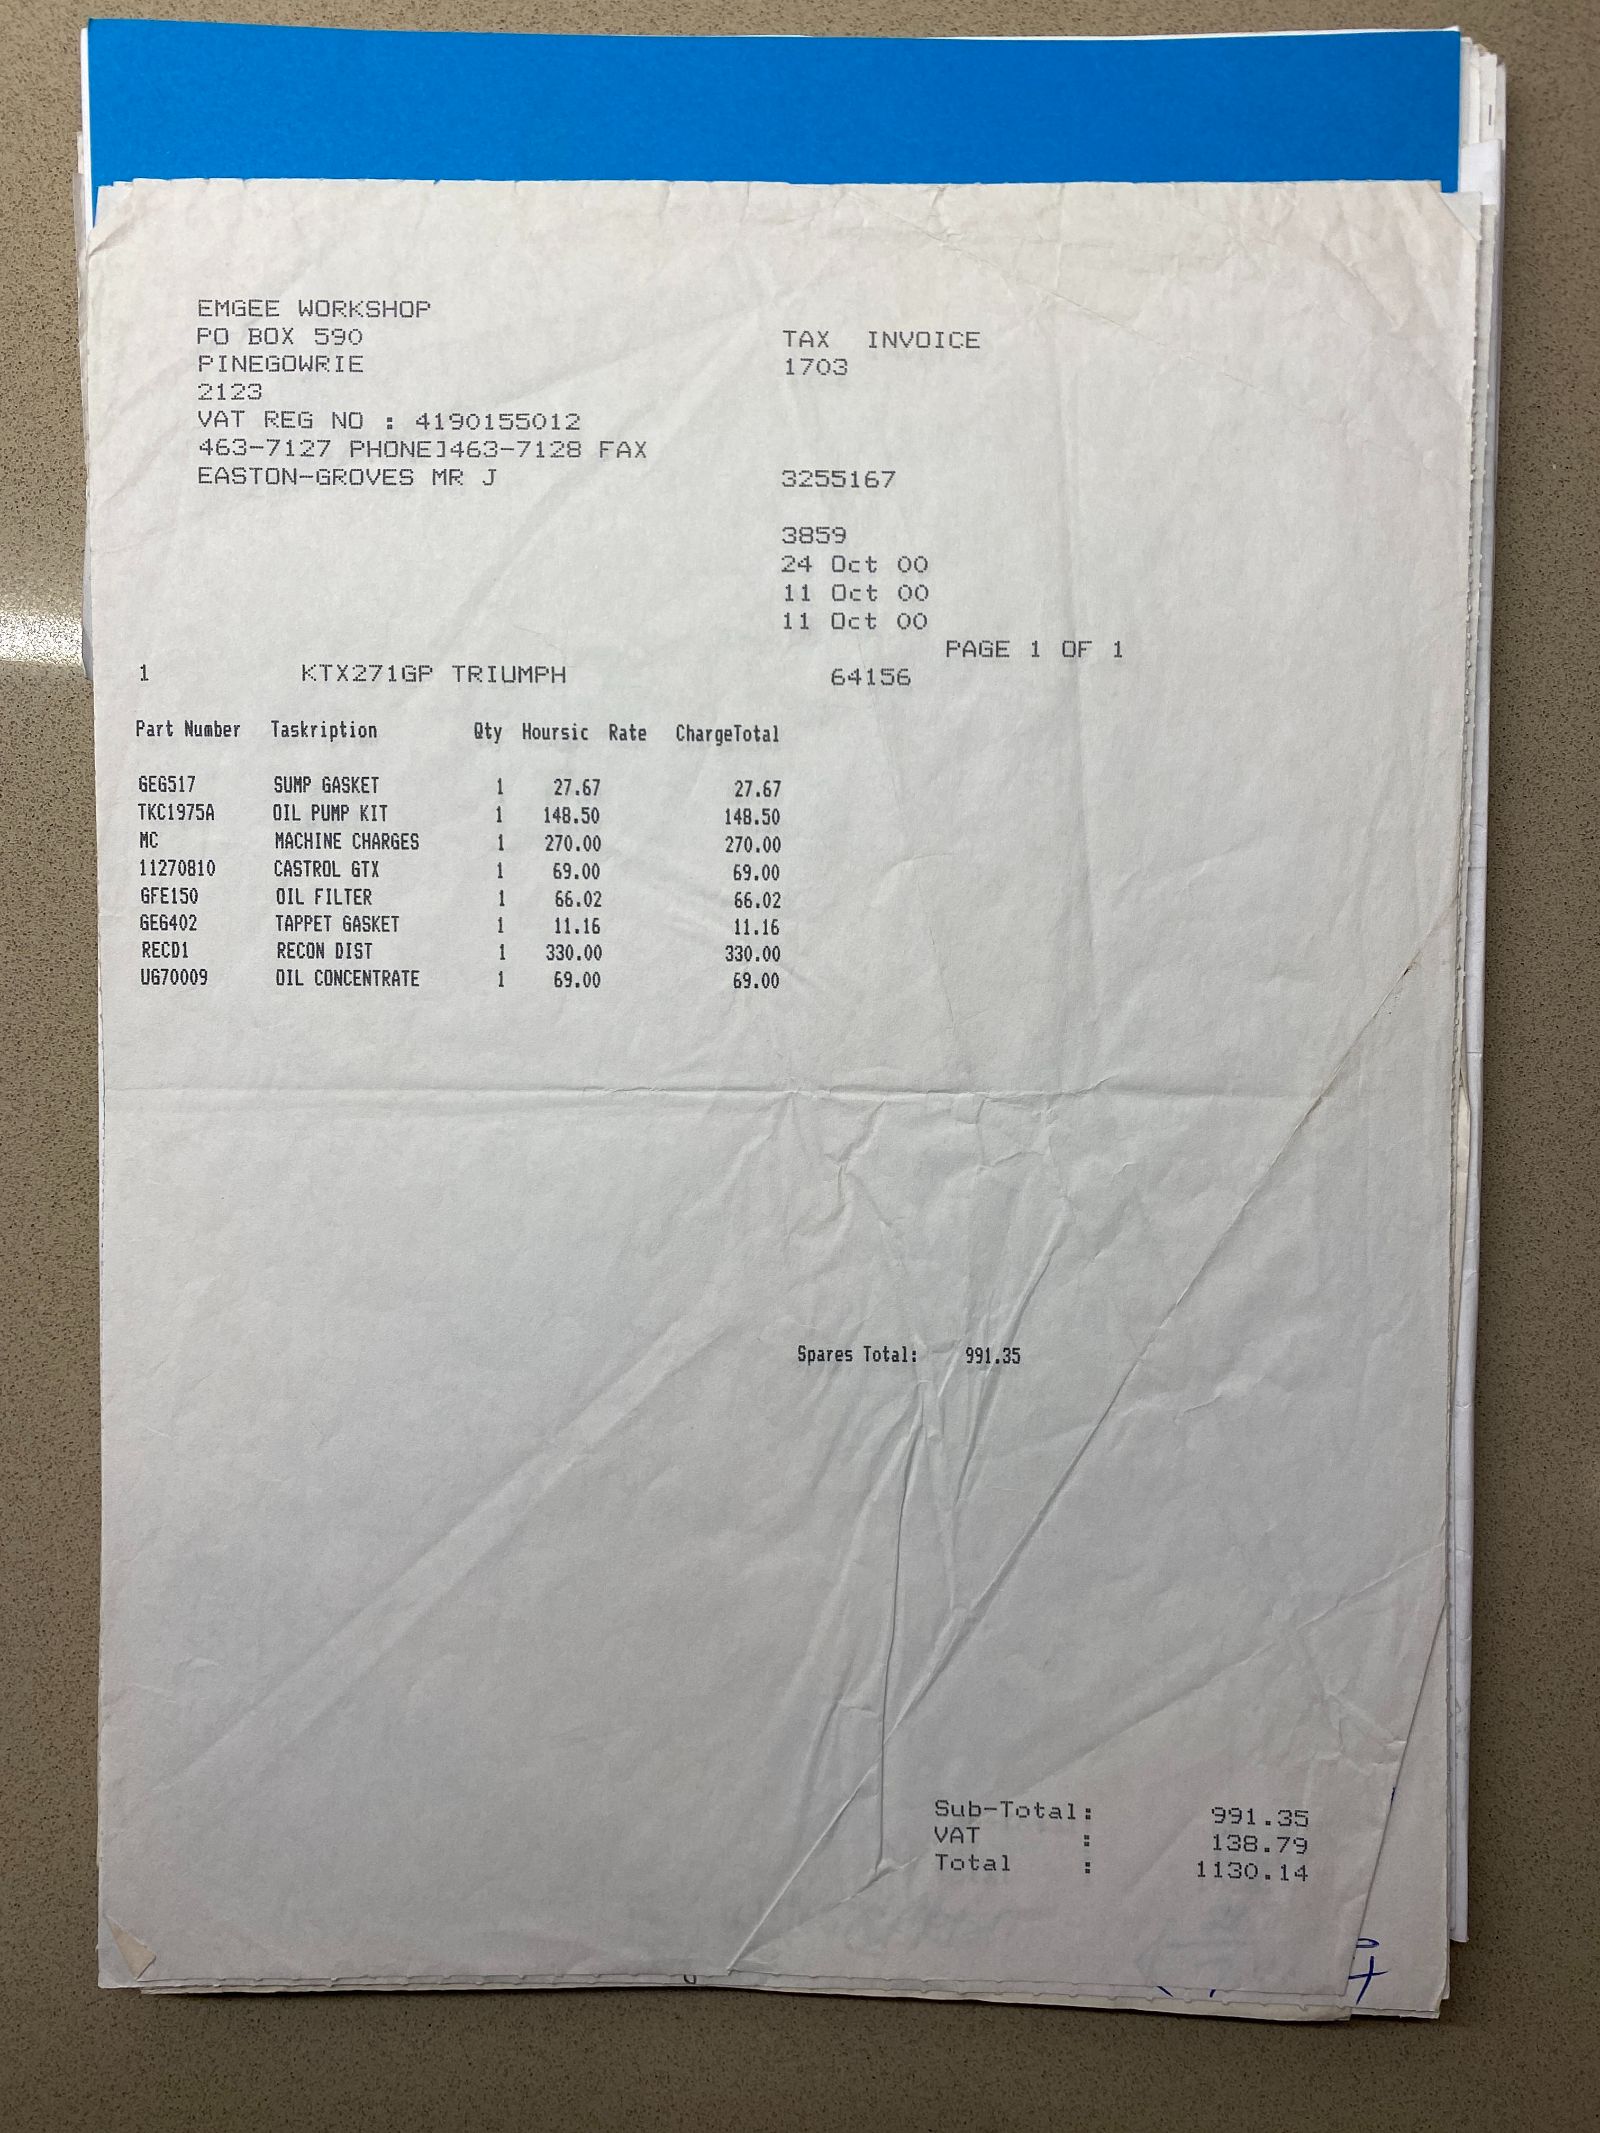 EMGEE WORKSHOP
PO BOX 590
PINEGOWRIE
2123
VAT REG NO : 4190155012
463-7127 PHONE]463-7128 FAX
EASTON-GROVES MR J
TAX INVOICE
1703
3255167
3859
24 Oct 00
11 Oct 00
11 Oct 00
PAGE 1 OF 1
1 KTX271GP TRIUMPH 64156
Part Number Taskription Qty Hoursic Rate ChargeTotal
GEG517 SUMP GASKET 1 27.67 27.67
TKC1975A OIL PUMP KIT 1 148.50 148.50
MC MACHINE CHARGES 1 270.00 270.00
11270810 CASTROL GTX 1 69.00 69.00
GFE150 OIL FILTER 1 66.02 66.02
GEG402 TAPPET GASKET 1 11.16 11.16
RECD1 RECON DIST 1 330.00 330.00
UG70009 OIL CONCENTRATE 1 69.00 69.00
Spares Total: 991.35
Sub-Total: 991.35
VAT : 138.79
Total : 1130.14